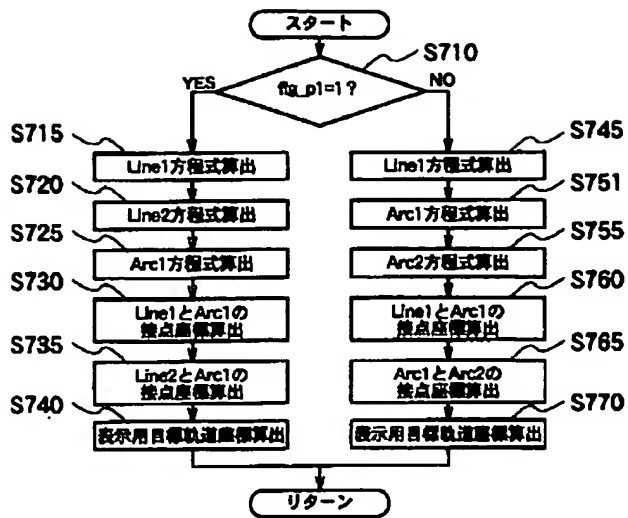 スタート
S710
flg_p1=1?
YES
NO
S715
Line1方程式算出
S720
Line2方程式算出
S725
Arc1方程式算出
S730
Line1とArc1の
接点座標算出
S735
Line2とArc1の
接点座標算出
S740
表示用目標軌道座標算出
S745
Line1方程式算出
S751
Arc1方程式算出
S755
Arc2方程式算出
S760
Line1とArc1の
接点座標算出
S765
Arc1とArc2の
接点座標算出
S770
表示用目標軌道座標算出
リターン